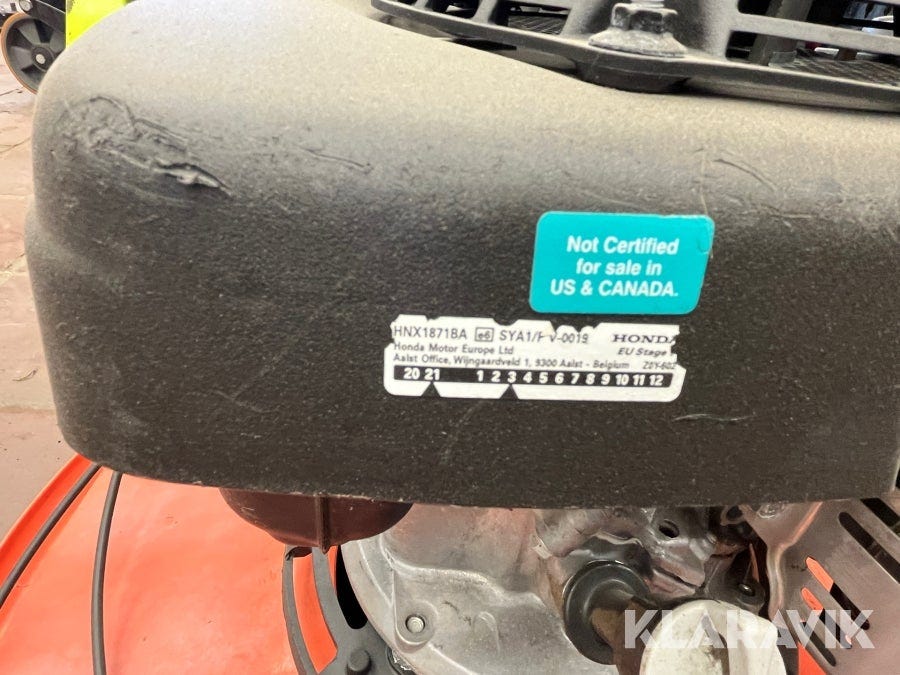 Not Certified
for sale in
US & CANADA.
HNX1871BA e6 SYA1/P V-0019 HONDA
Honda Motor Europe Ltd EU Stage
Aalst Office, Wijngaardveld 1, 9300 Aalst - Belgium
20 21 1 2 3 4 5 6 7 8 9 10 11 12
KLARAVIK